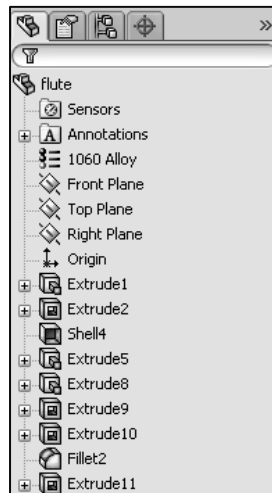 »
flute
Sensors
A Annotations
1060 Alloy
Front Plane
Top Plane
Right Plane
Origin
Extrude1
Extrude2
Shell4
Extrude5
Extrude8
Extrude9
Extrude10
Fillet2
Extrude11